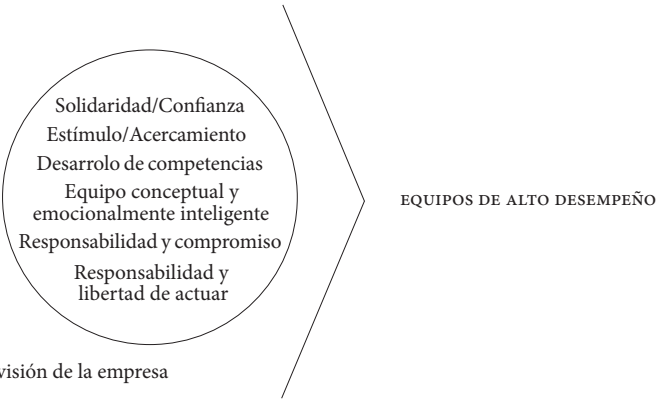 Solidaridad/Confianza
Estímulo/Acercamiento
Desarrolo de competencias
Equipo conceptual y
emocionalmente inteligente
Responsabilidad y compromiso
Responsabilidad y
libertad de actuar
EQUIPOS DE ALTO DESEMPEÑO
visión de la empresa